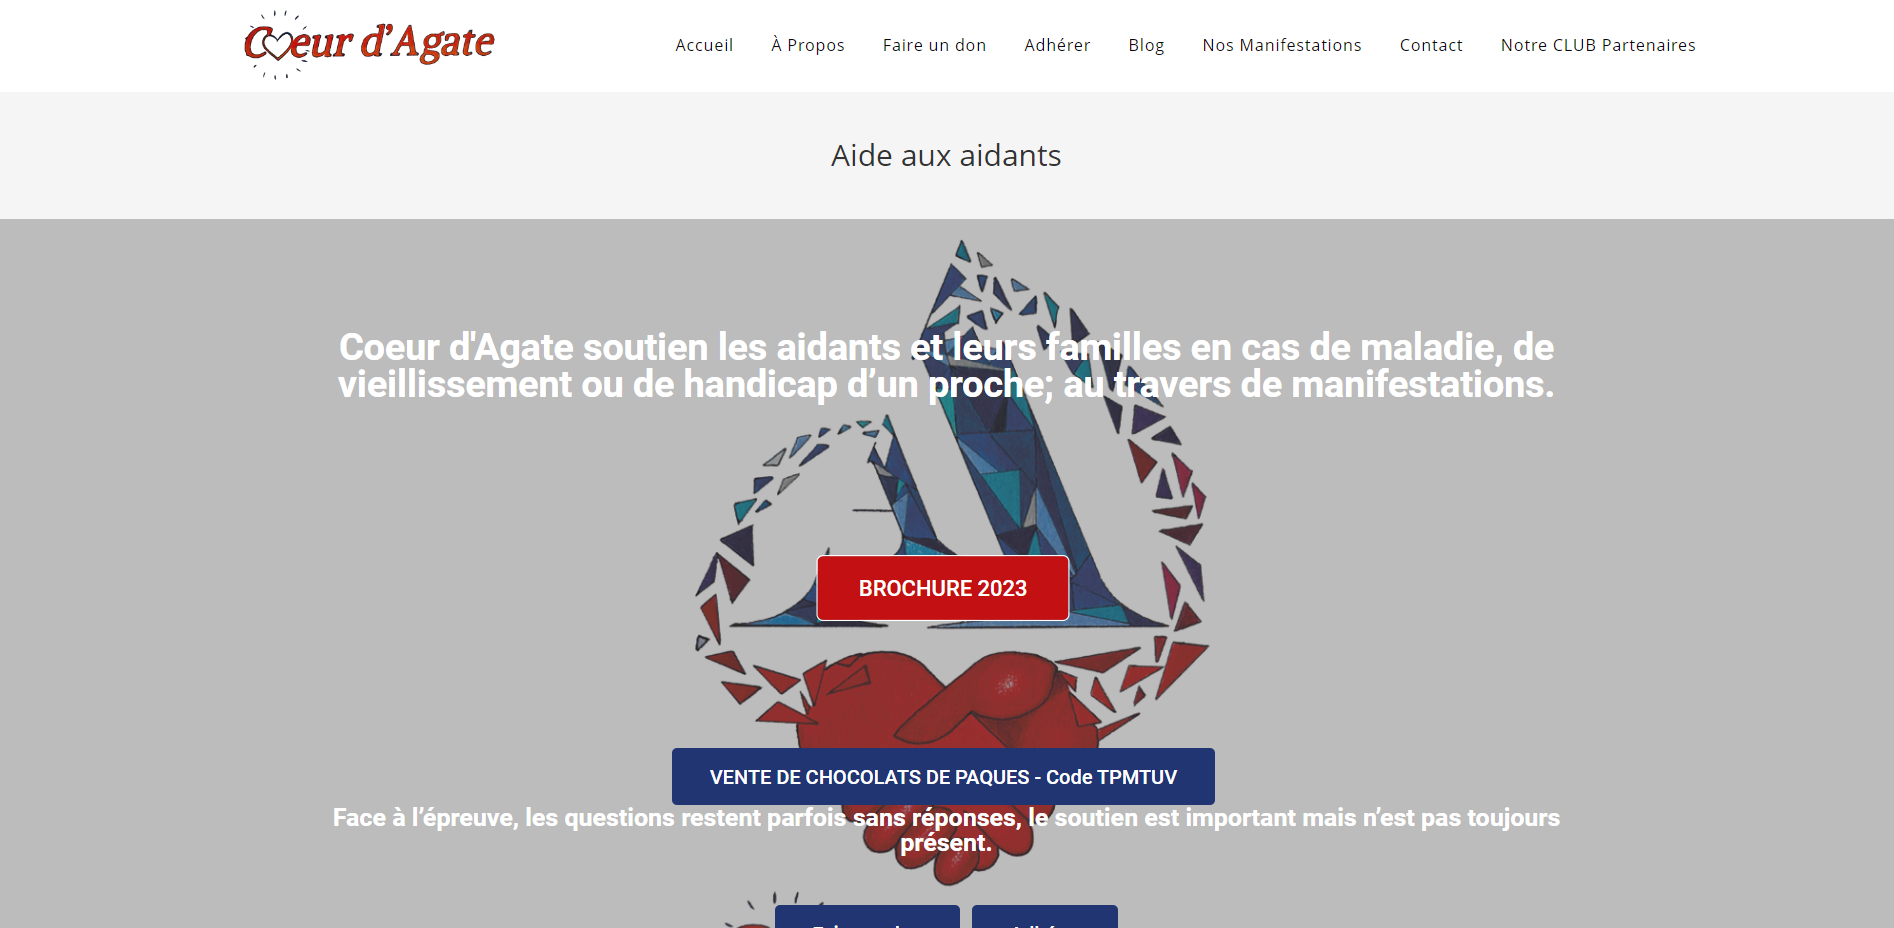 Coeur d'Agate
Accueil
À Propos
Faire un don
Adhérer
Blog
Nos Manifestations
Contact
Notre CLUB Partenaires
Aide aux aidants
Coeur d'Agate soutien les aidants et leurs familles en cas de maladie, de
vieillissement ou de handicap d’un proche; au travers de manifestations.
BROCHURE 2023
VENTE DE CHOCOLATS DE PAQUES - Code TPMTUV
Face à l’épreuve, les questions restent parfois sans réponses, le soutien est important mais n’est pas toujours
présent.